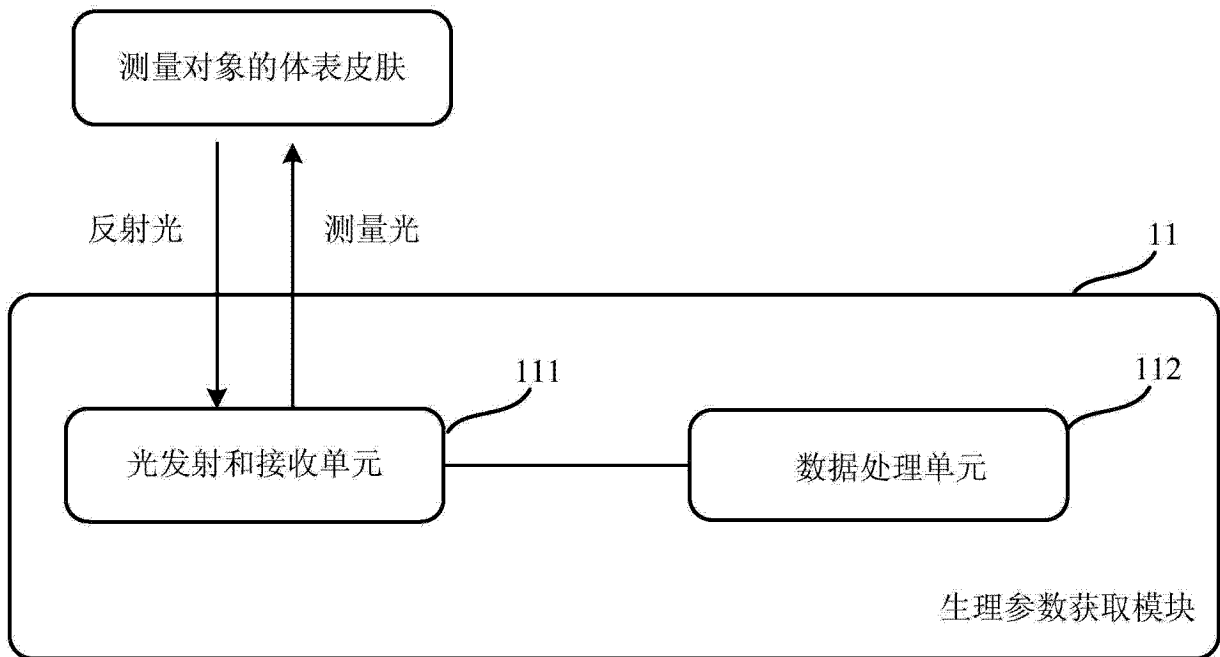 测量对象的体表皮肤
反射光
测量光
11
111
112
光发射和接收单元
数据处理单元
生理参数获取模块